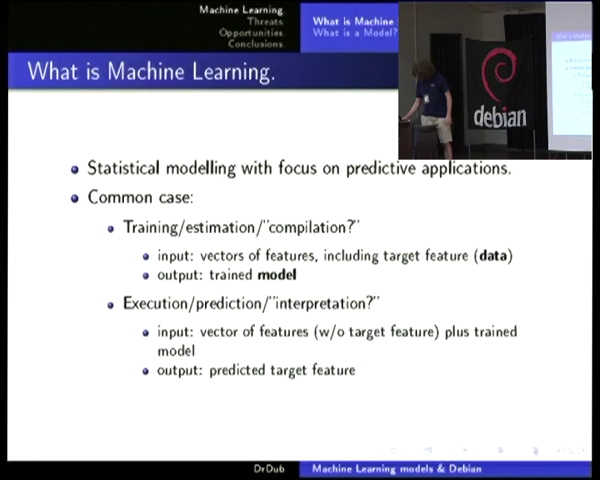 Machine Learning
Threats
Opportunities
Conclusions
What is Machine
What is a Model?
What is Machine Learning.
debian
Statistical modelling with focus on predictive applications.
Common case:
Training/estimation/"compilation?"
input: vectors of features, including target feature (data)
output: trained model
Execution/prediction/"interpretation?"
input: vector of features (w/o target feature) plus trained
model
output: predicted target feature
DrDub
Machine Learning models & Debian